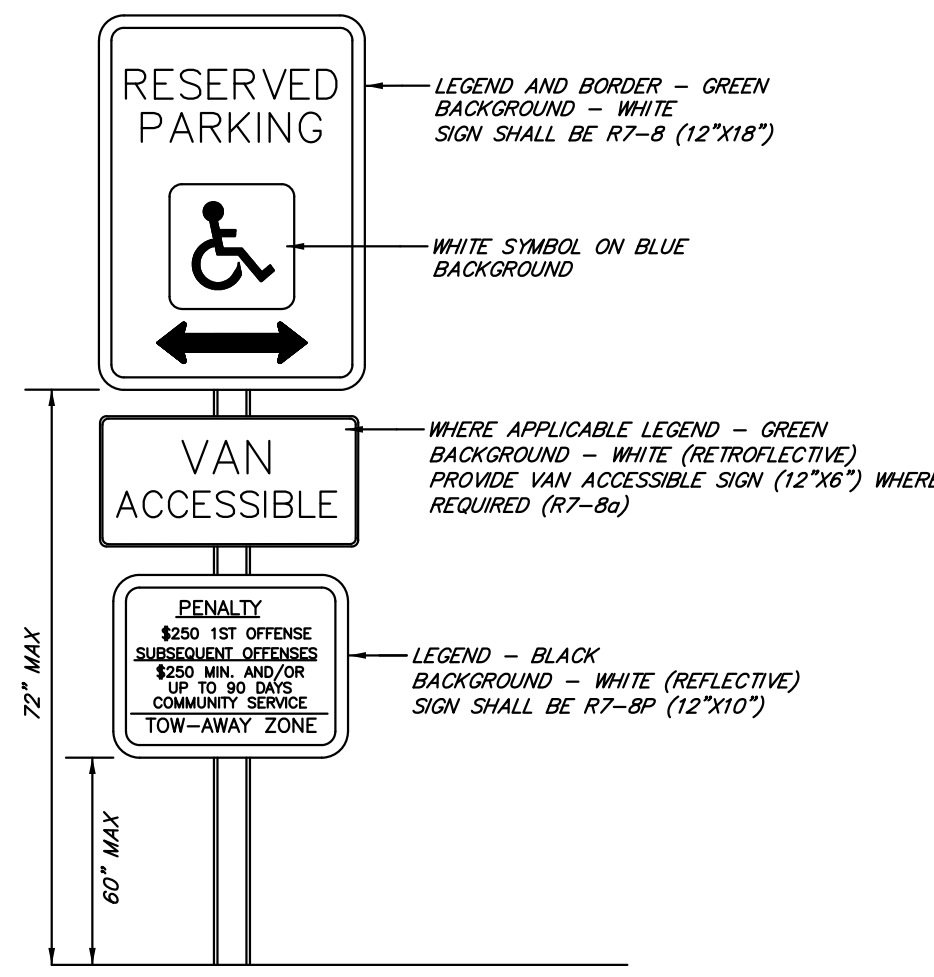 RESERVED
PARKING
LEGEND AND BORDER – GREEN
BACKGROUND – WHITE
SIGN SHALL BE R7–8 (12"X18")
WHITE SYMBOL ON BLUE
BACKGROUND
VAN
ACCESSIBLE
WHERE APPLICABLE LEGEND – GREEN
BACKGROUND – WHITE (RETROFLECTIVE)
PROVIDE VAN ACCESSIBLE SIGN (12"X6") WHERE
REQUIRED (R7–8a)
PENALTY
$250 1ST OFFENSE
SUBSEQUENT OFFENSES
$250 MIN. AND/OR
UP TO 90 DAYS
COMMUNITY SERVICE
TOW–AWAY ZONE
LEGEND – BLACK
BACKGROUND – WHITE (REFLECTIVE)
SIGN SHALL BE R7–8P (12"X10")
72" MAX
60" MAX